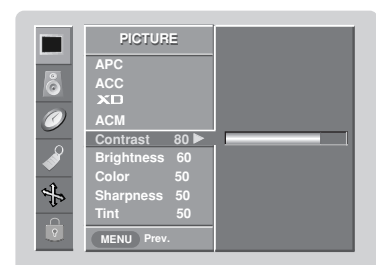 PICTURE
APC
ACC
XD
ACM
Contrast 80 ►
Brightness 60
Color 50
Sharpness 50
Tint 50
MENU Prev.